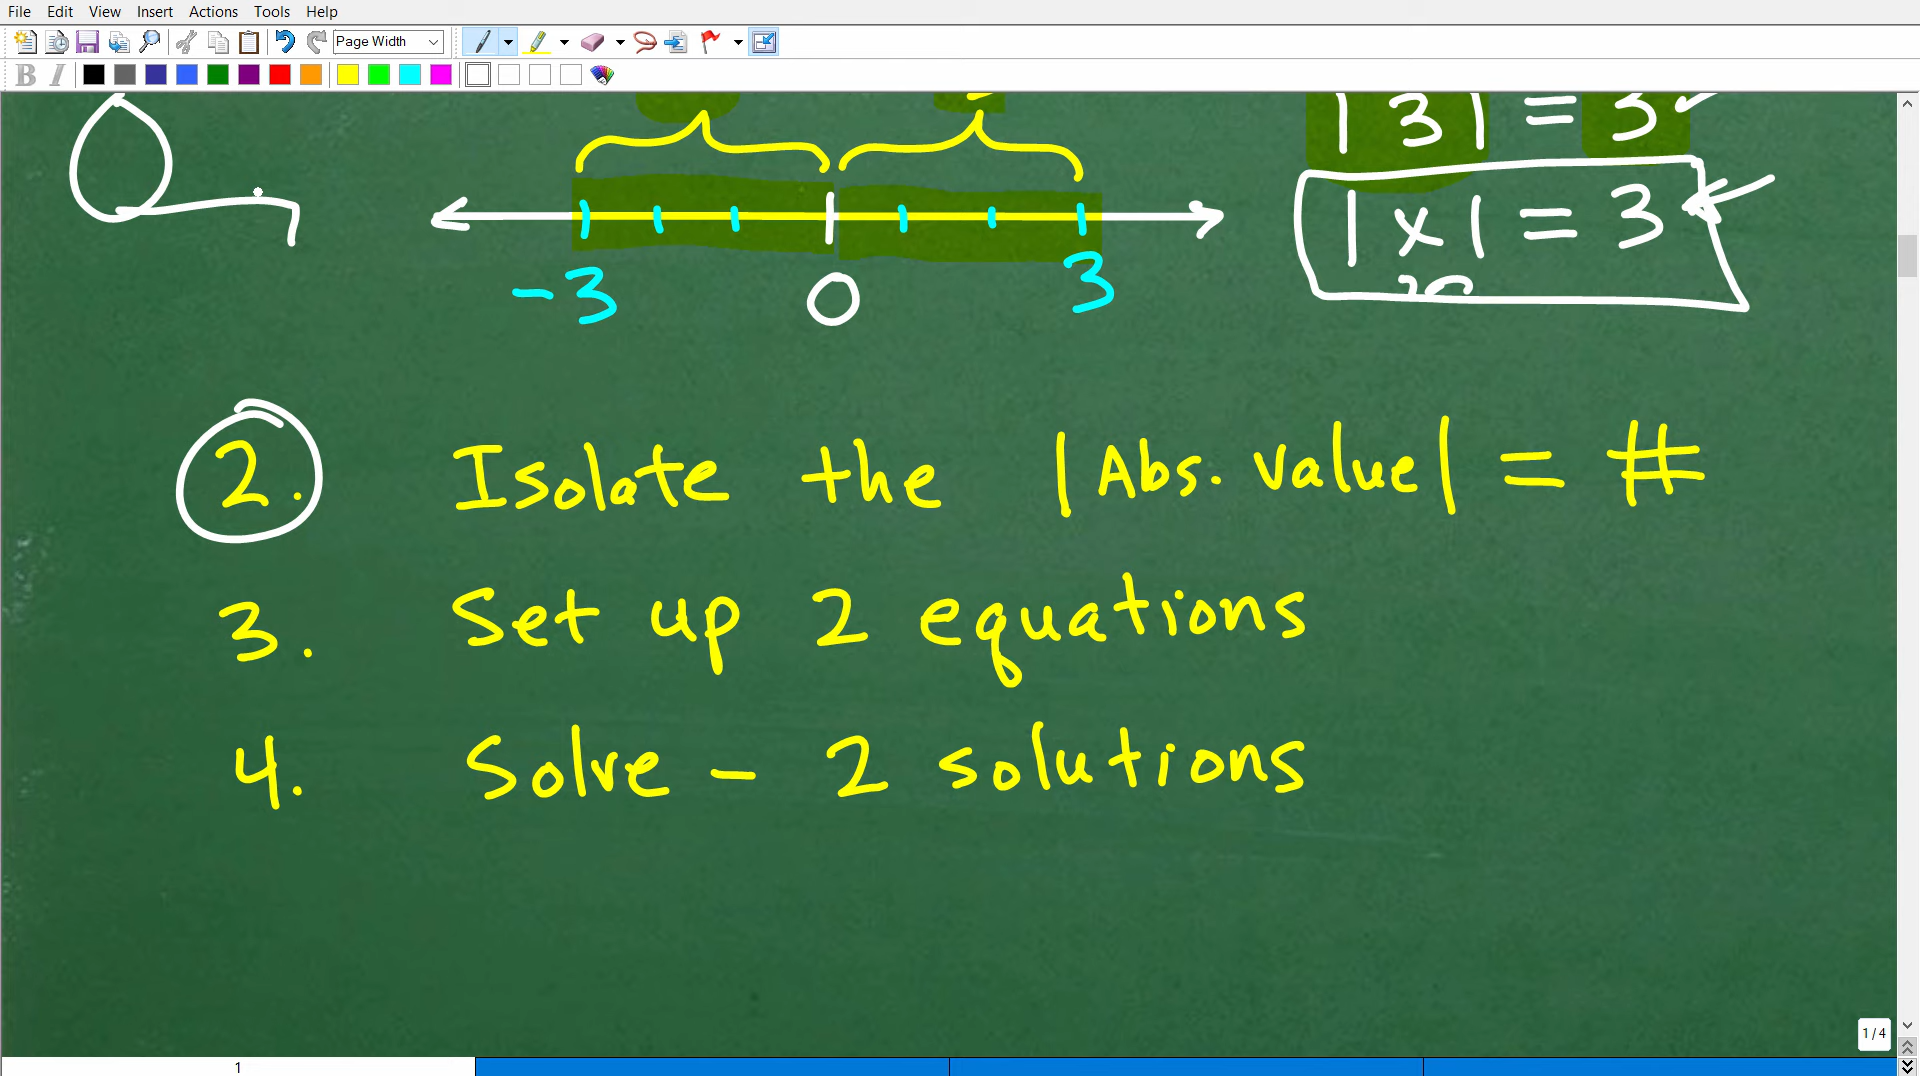 File Edit View Insert Actions Tools Help
Page Width
B I
|3| = 3
|x| = 3
-3 0 3
2. Isolate the |Abs. value| = #
3. Set up 2 equations
4. Solve - 2 solutions
1 / 4
1